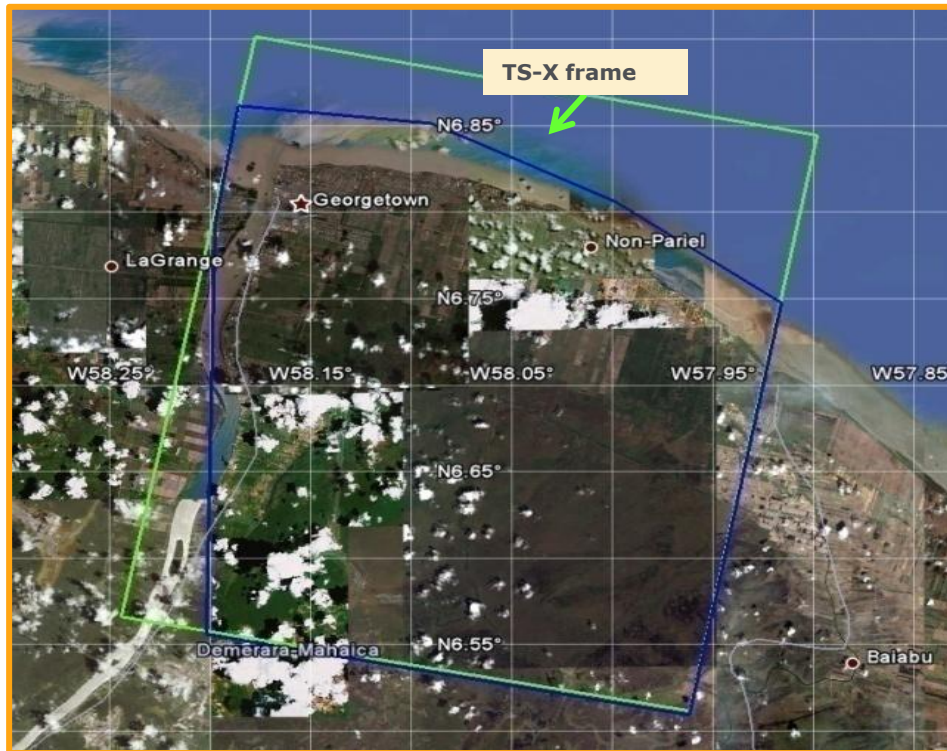 TS-X frame
N6.85°
Georgetown
Non-Pariel
LaGrange
N6.75°
W58.25°
W58.15°
W58.05°
W57.95°
W57.85
N6.65°
N6.55°
Demerara-Mahaica
Baiabu